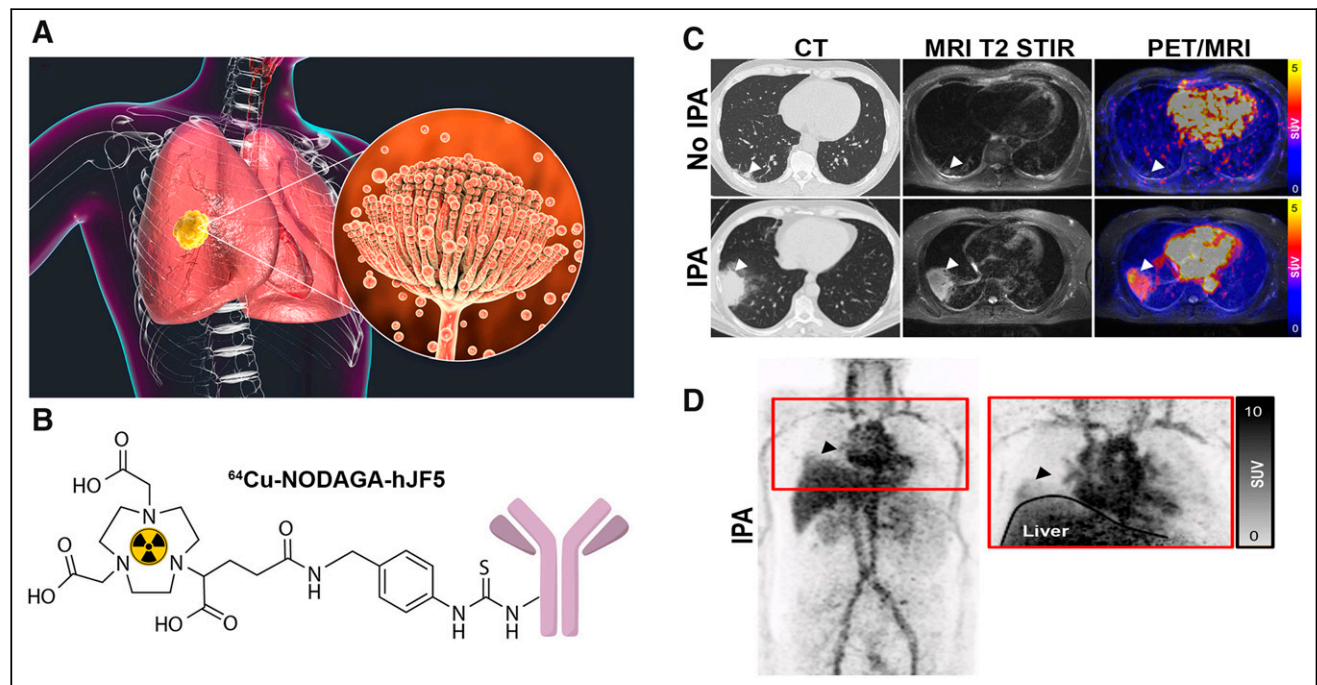 A
B
⁶⁴Cu-NODAGA-hJF5
O
HO
N
O
HO
N
N
HO
O
O
N
H
S
N
H
N
H
C
CT
MRI T2 STIR
PET/MRI
No IPA
5
SUV
0
IPA
5
SUV
0
D
IPA
Liver
10
SUV
0